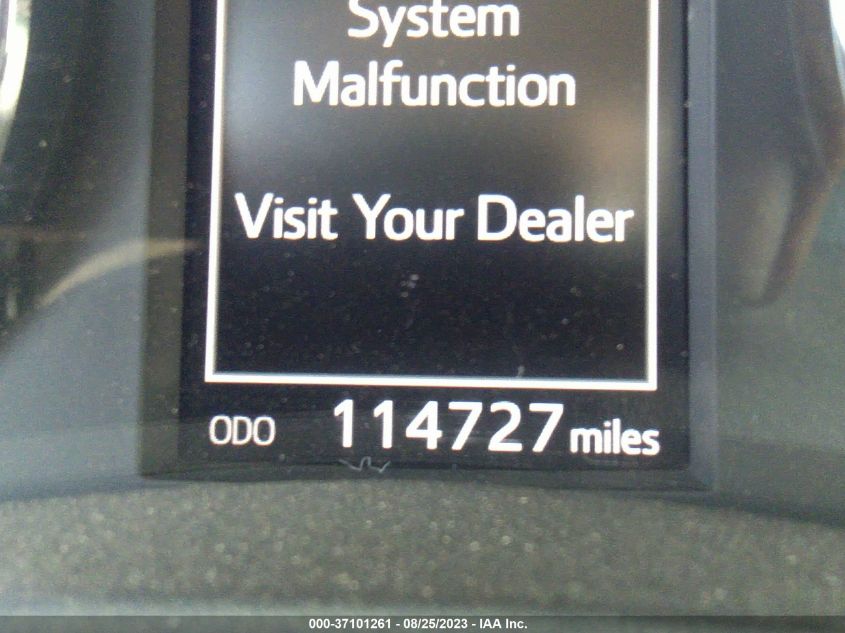 System
Malfunction
Visit Your Dealer
ODO 114727 miles
000-37101261 - 08/25/2023 - IAA Inc.